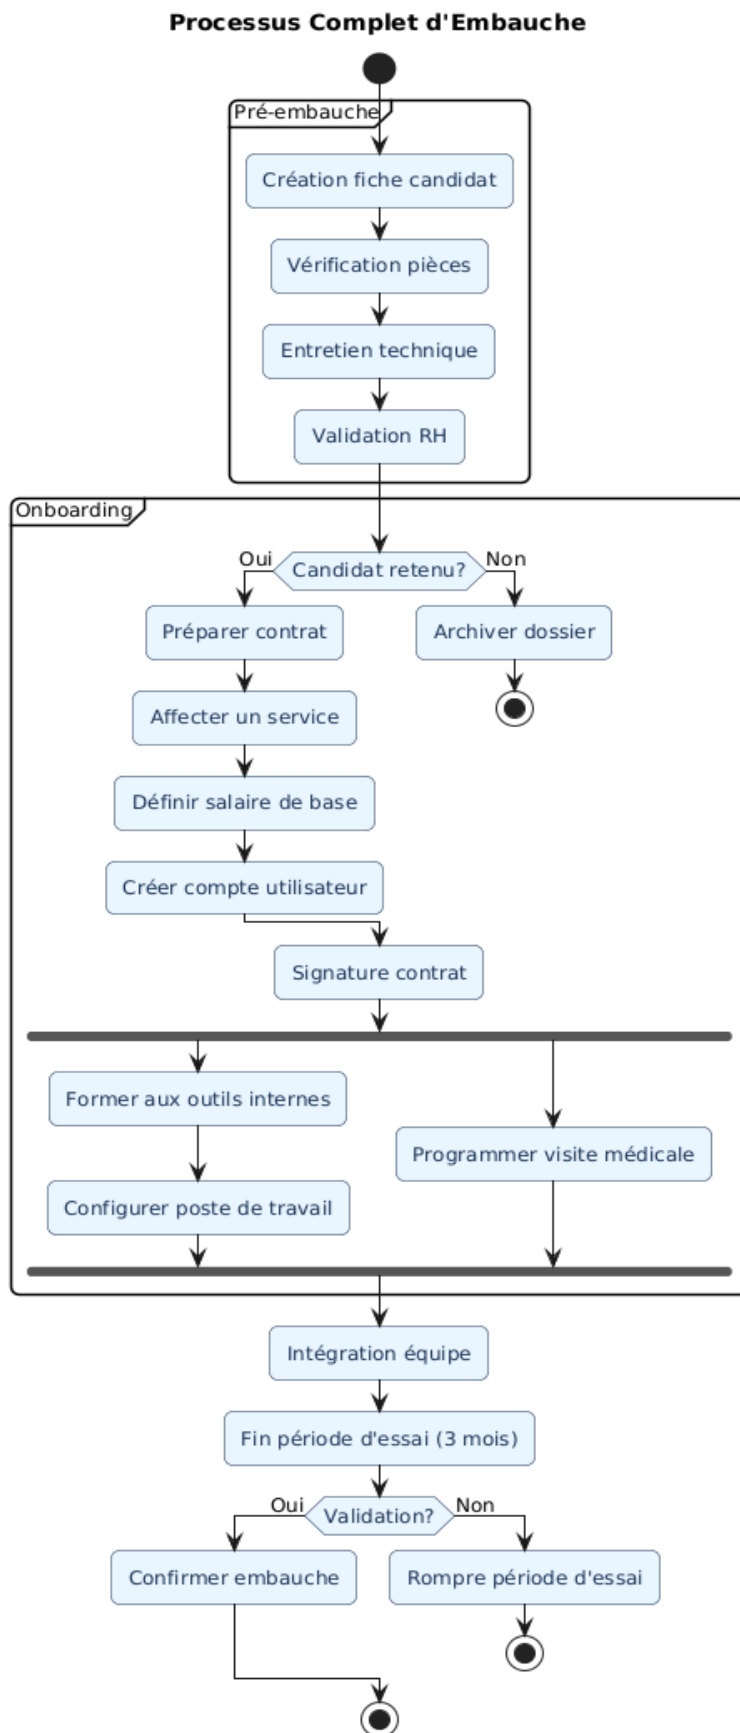 Processus Complet d'Embauche
Pré-embauche
Création fiche candidat
Vérification pièces
Entretien technique
Validation RH
Onboarding
Oui
Candidat retenu?
Non
Préparer contrat
Archiver dossier
Affecter un service
Définir salaire de base
Créer compte utilisateur
Signature contrat
Former aux outils internes
Programmer visite médicale
Configurer poste de travail
Intégration équipe
Fin période d'essai (3 mois)
Oui
Validation?
Non
Confirmer embauche
Rompre période d'essai